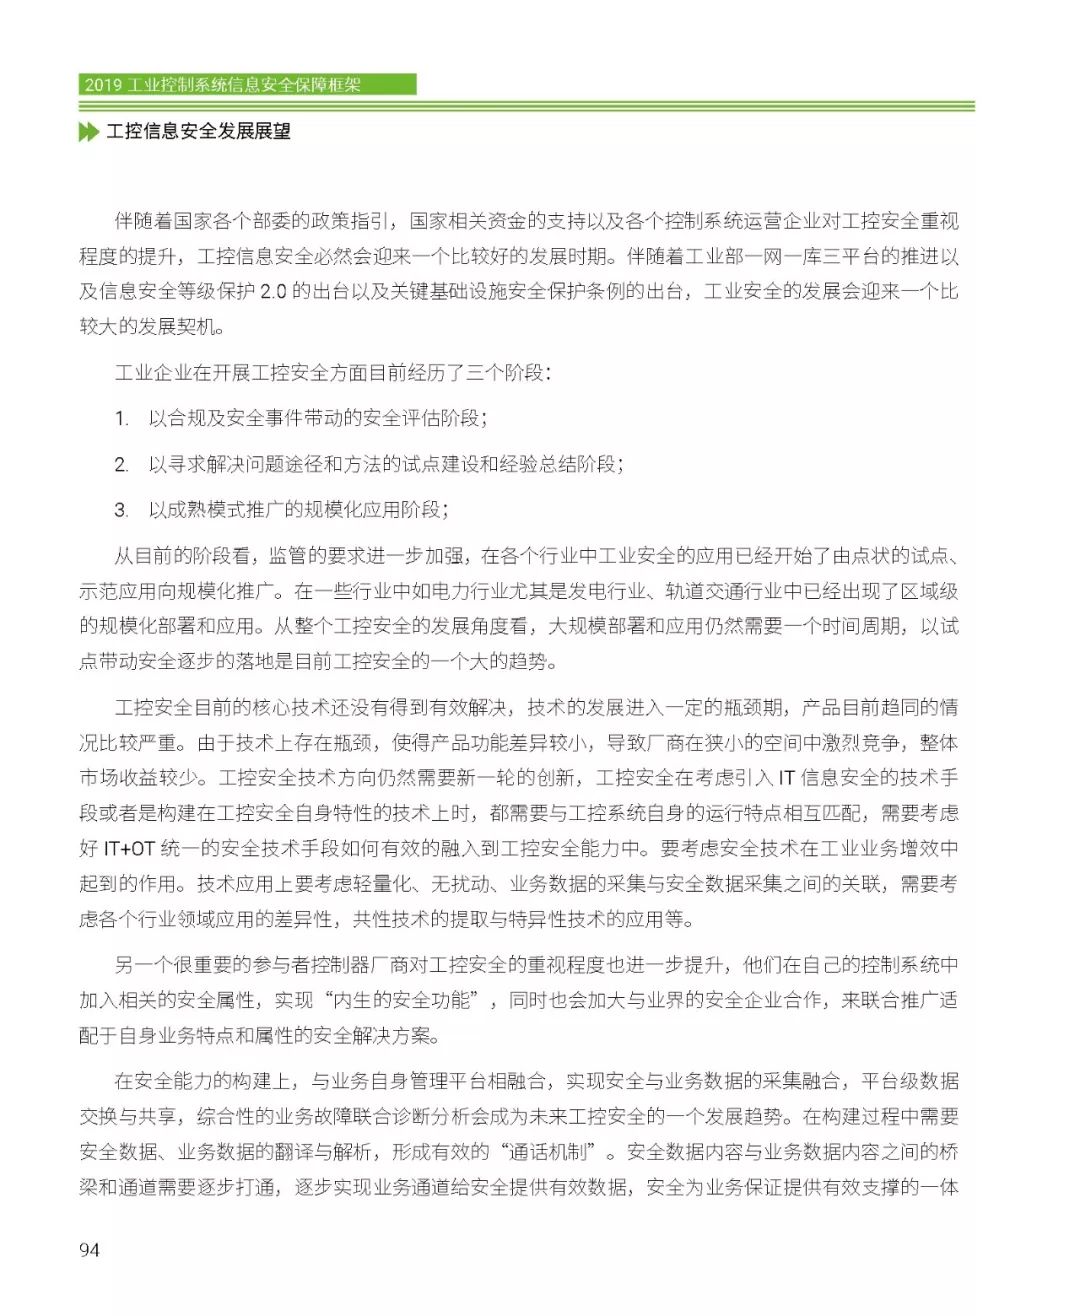 2019 工业控制系统信息安全保障框架
工控信息安全发展展望
伴随着国家各个部委的政策指引，国家相关资金的支持以及各个控制系统运营企业对工控安全重视
程度的提升，工控信息安全必然会迎来一个比较好的发展时期。伴随着工业部一网一库三平台的推进以
及信息安全等级保护 2.0 的出台以及关键基础设施安全保护条例的出台，工业安全的发展会迎来一个比
较大的发展契机。
工业企业在开展工控安全方面目前经历了三个阶段：
1. 以合规及安全事件带动的安全评估阶段；
2. 以寻求解决问题途径和方法的试点建设和经验总结阶段；
3. 以成熟模式推广的规模化应用阶段；
从目前的阶段看，监管的要求进一步加强，在各个行业中工业安全的应用已经开始了由点状的试点、
示范应用向规模化推广。在一些行业中如电力行业尤其是发电行业、轨道交通行业中已经出现了区域级
的规模化部署和应用。从整个工控安全的发展角度看，大规模部署和应用仍然需要一个时间周期，以试
点带动安全逐步的落地是目前工控安全的一个大的趋势。
工控安全目前的核心技术还没有得到有效解决，技术的发展进入一定的瓶颈期，产品目前趋同的情
况比较严重。由于技术上存在瓶颈，使得产品功能差异较小，导致厂商在狭小的空间中激烈竞争，整体
市场收益较少。工控安全技术方向仍然需要新一轮的创新，工控安全在考虑引入 IT 信息安全的技术手
段或者是构建在工控安全自身特性的技术上时，都需要与工控系统自身的运行特点相互匹配，需要考虑
好 IT+OT 统一的安全技术手段如何有效的融入到工控安全能力中。要考虑安全技术在工业业务增效中
起到的作用。技术应用上要考虑轻量化、无扰动、业务数据的采集与安全数据采集之间的关联，需要考
虑各个行业领域应用的差异性，共性技术的提取与特异性技术的应用等。
另一个很重要的参与者控制器厂商对工控安全的重视程度也进一步提升，他们在自己的控制系统中
加入相关的安全属性，实现“内生的安全功能”，同时也会加大与业界的安全企业合作，来联合推广适
配于自身业务特点和属性的安全解决方案。
在安全能力的构建上，与业务自身管理平台相融合，实现安全与业务数据的采集融合，平台级数据
交换与共享，综合性的业务故障联合诊断分析会成为未来工控安全的一个发展趋势。在构建过程中需要
安全数据、业务数据的翻译与解析，形成有效的“通话机制”。安全数据内容与业务数据内容之间的桥
梁和通道需要逐步打通，逐步实现业务通道给安全提供有效数据，安全为业务保证提供有效支撑的一体
94